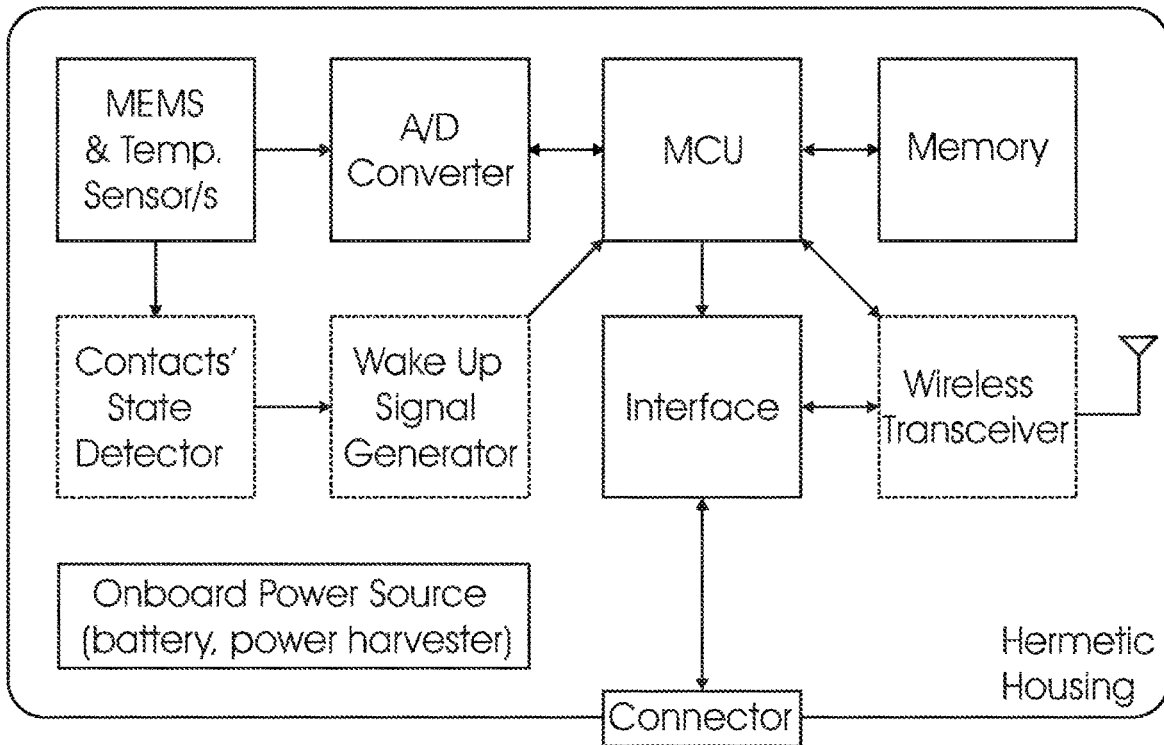 MEMS
& Temp.
Sensor/s
A/D
Converter
MCU
Memory
Contacts’
State
Detector
Wake Up
Signal
Generator
Interface
Wireless
Transceiver
Onboard Power Source
(battery, power harvester)
Hermetic
Housing
Connector